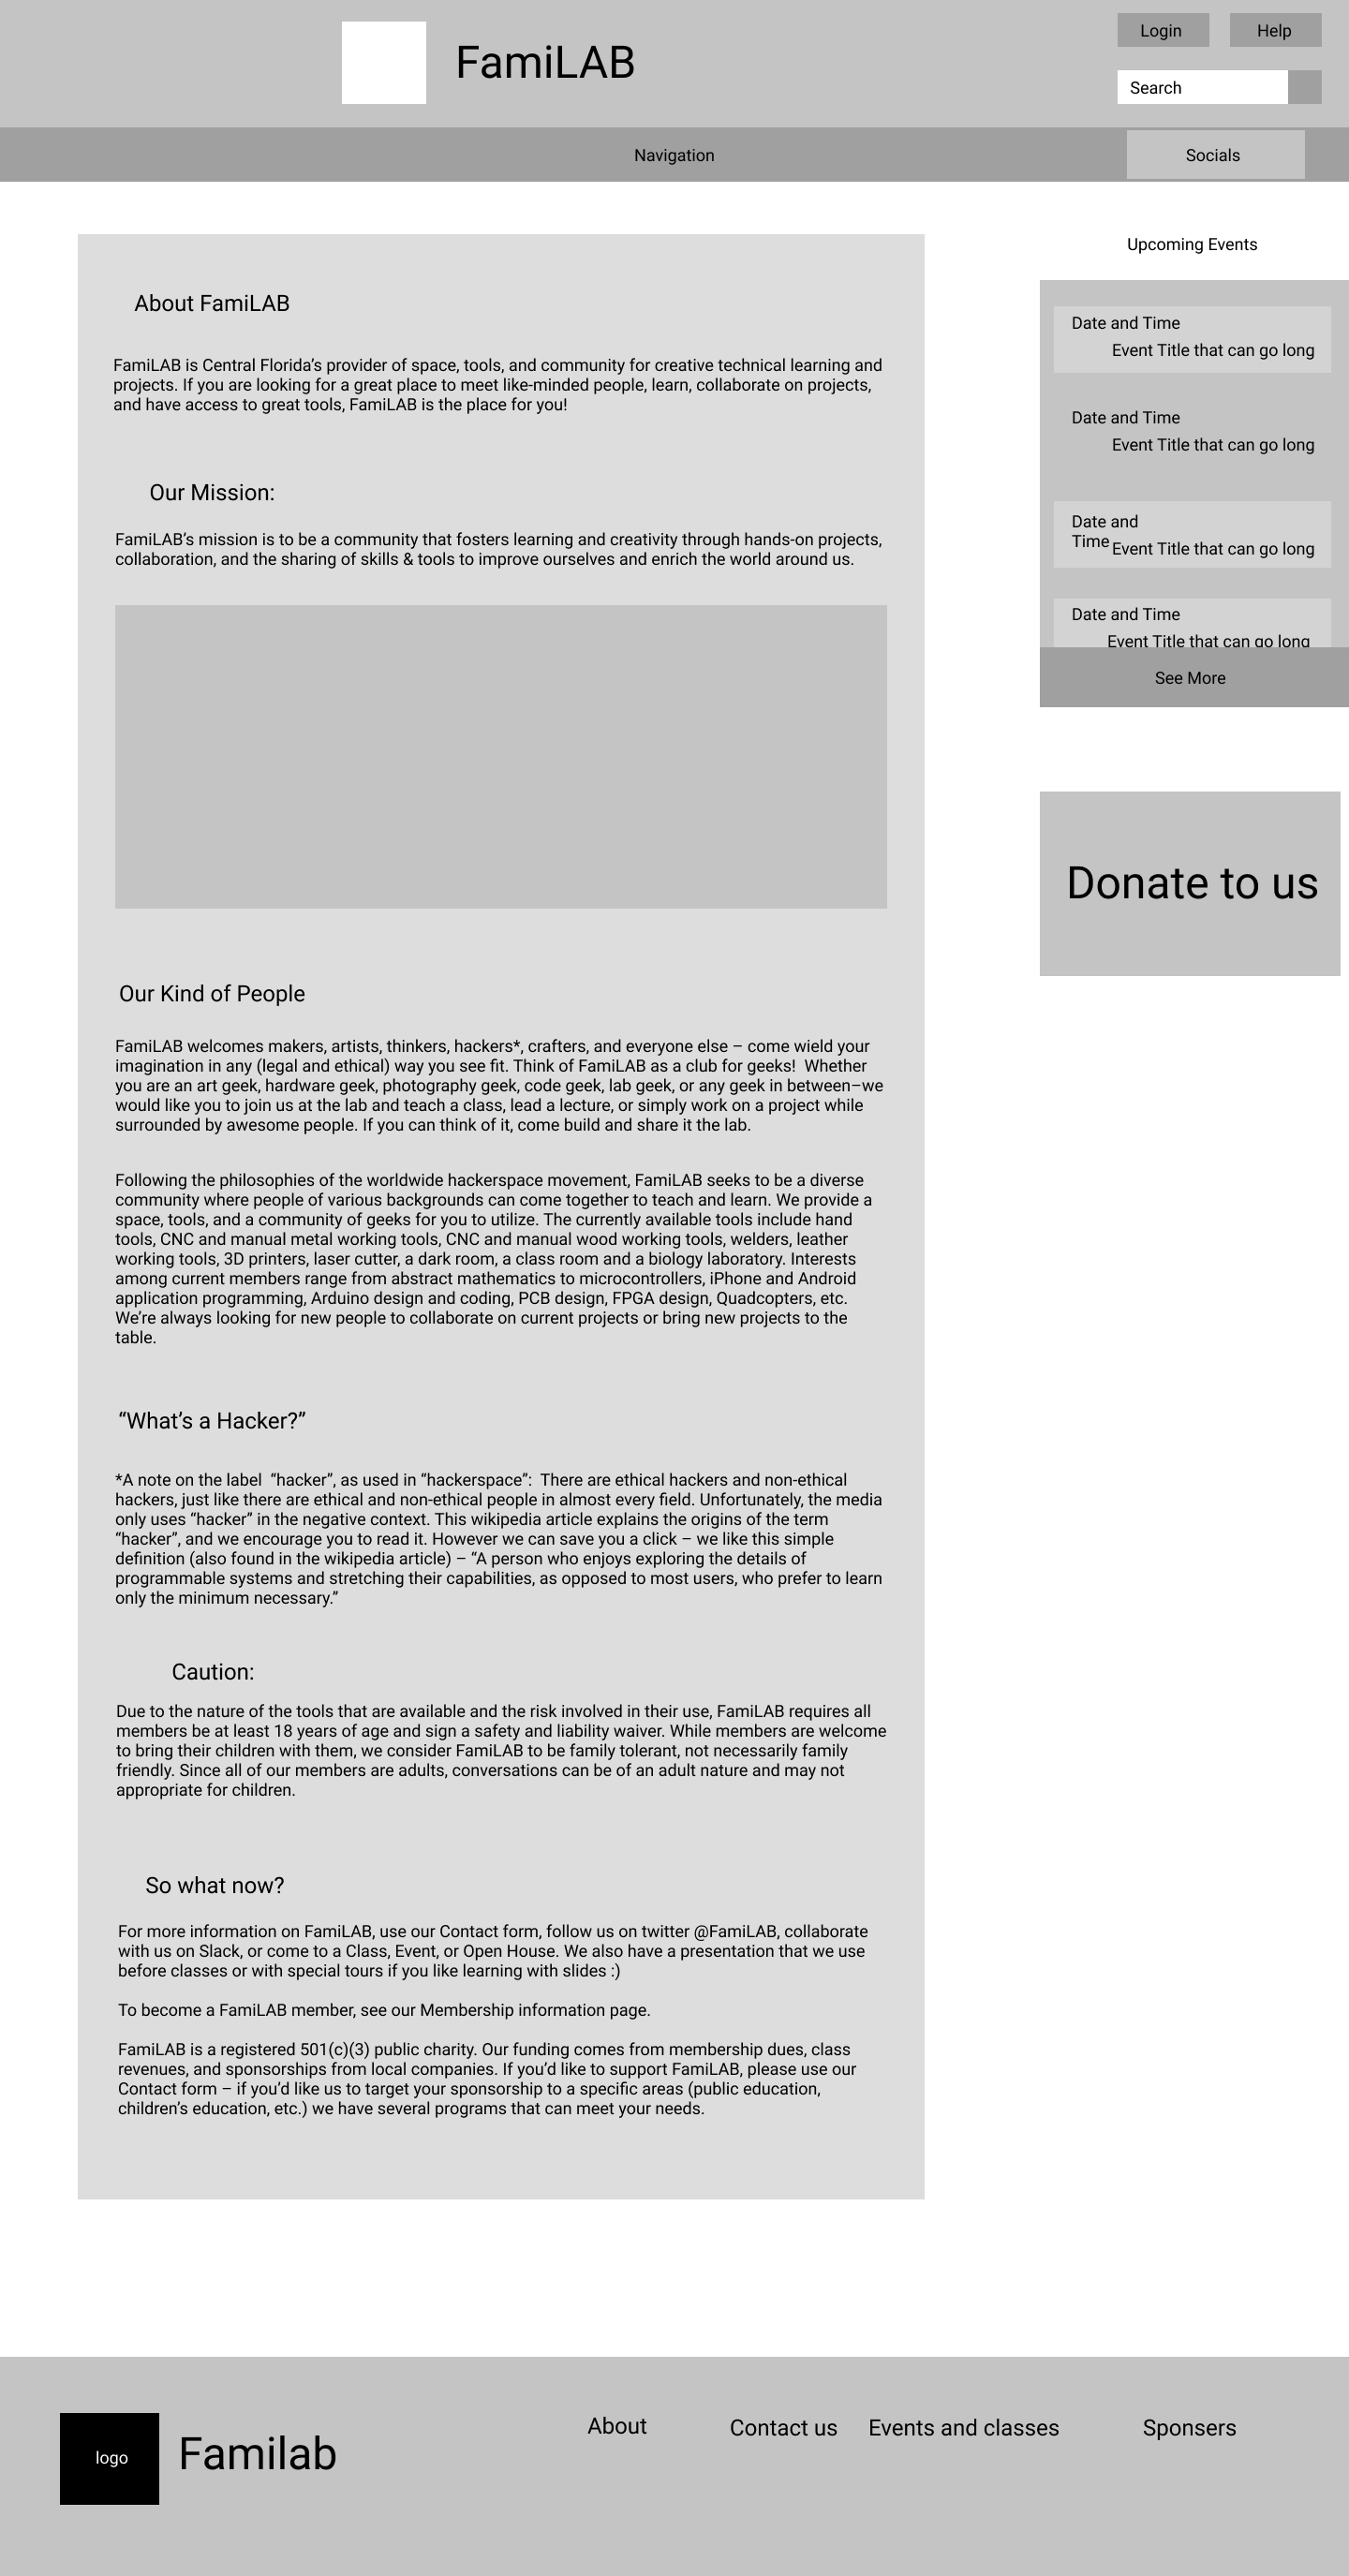 FamiLAB
Login
Help
Search
Navigation
Socials
About FamiLAB
FamiLAB is Central Florida’s provider of space, tools, and community for creative technical learning and
projects. If you are looking for a great place to meet like-minded people, learn, collaborate on projects,
and have access to great tools, FamiLAB is the place for you!
Our Mission:
FamiLAB’s mission is to be a community that fosters learning and creativity through hands-on projects,
collaboration, and the sharing of skills & tools to improve ourselves and enrich the world around us.
Our Kind of People
FamiLAB welcomes makers, artists, thinkers, hackers*, crafters, and everyone else – come wield your
imagination in any (legal and ethical) way you see fit. Think of FamiLAB as a club for geeks!  Whether
you are an art geek, hardware geek, photography geek, code geek, lab geek, or any geek in between–we
would like you to join us at the lab and teach a class, lead a lecture, or simply work on a project while
surrounded by awesome people. If you can think of it, come build and share it the lab.
Following the philosophies of the worldwide hackerspace movement, FamiLAB seeks to be a diverse
community where people of various backgrounds can come together to teach and learn. We provide a
space, tools, and a community of geeks for you to utilize. The currently available tools include hand
tools, CNC and manual metal working tools, CNC and manual wood working tools, welders, leather
working tools, 3D printers, laser cutter, a dark room, a class room and a biology laboratory. Interests
among current members range from abstract mathematics to microcontrollers, iPhone and Android
application programming, Arduino design and coding, PCB design, FPGA design, Quadcopters, etc.
We’re always looking for new people to collaborate on current projects or bring new projects to the
table.
“What’s a Hacker?”
*A note on the label  “hacker”, as used in “hackerspace”:  There are ethical hackers and non-ethical
hackers, just like there are ethical and non-ethical people in almost every field. Unfortunately, the media
only uses “hacker” in the negative context. This wikipedia article explains the origins of the term
“hacker”, and we encourage you to read it. However we can save you a click – we like this simple
definition (also found in the wikipedia article) – “A person who enjoys exploring the details of
programmable systems and stretching their capabilities, as opposed to most users, who prefer to learn
only the minimum necessary.”
Caution:
Due to the nature of the tools that are available and the risk involved in their use, FamiLAB requires all
members be at least 18 years of age and sign a safety and liability waiver. While members are welcome
to bring their children with them, we consider FamiLAB to be family tolerant, not necessarily family
friendly. Since all of our members are adults, conversations can be of an adult nature and may not
appropriate for children.
So what now?
For more information on FamiLAB, use our Contact form, follow us on twitter @FamiLAB, collaborate
with us on Slack, or come to a Class, Event, or Open House. We also have a presentation that we use
before classes or with special tours if you like learning with slides :)
To become a FamiLAB member, see our Membership information page.
FamiLAB is a registered 501(c)(3) public charity. Our funding comes from membership dues, class
revenues, and sponsorships from local companies. If you’d like to support FamiLAB, please use our
Contact form – if you’d like us to target your sponsorship to a specific areas (public education,
children’s education, etc.) we have several programs that can meet your needs.
Upcoming Events
Date and Time
Event Title that can go long
Date and Time
Event Title that can go long
Date and
Time
Event Title that can go long
Date and Time
Event Title that can go long
See More
Donate to us
logo
Familab
About
Contact us
Events and classes
Sponsers